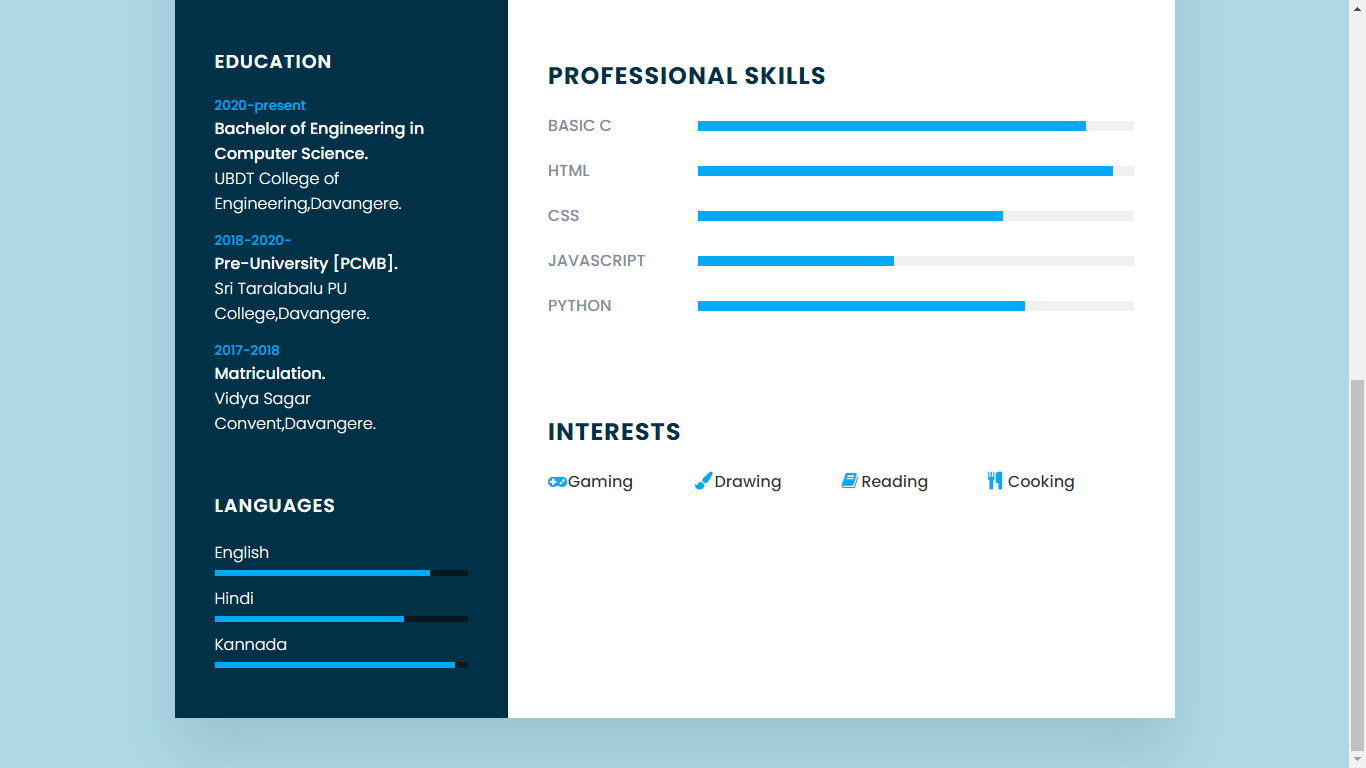 EDUCATION
2020-present
Bachelor of Engineering in
Computer Science.
UBDT College of
Engineering,Davangere.
2018-2020-
Pre-University [PCMB].
Sri Taralabalu PU
College,Davangere.
2017-2018
Matriculation.
Vidya Sagar
Convent,Davangere.
LANGUAGES
English
Hindi
Kannada
PROFESSIONAL SKILLS
BASIC C
HTML
CSS
JAVASCRIPT
PYTHON
INTERESTS
Gaming Drawing Reading Cooking